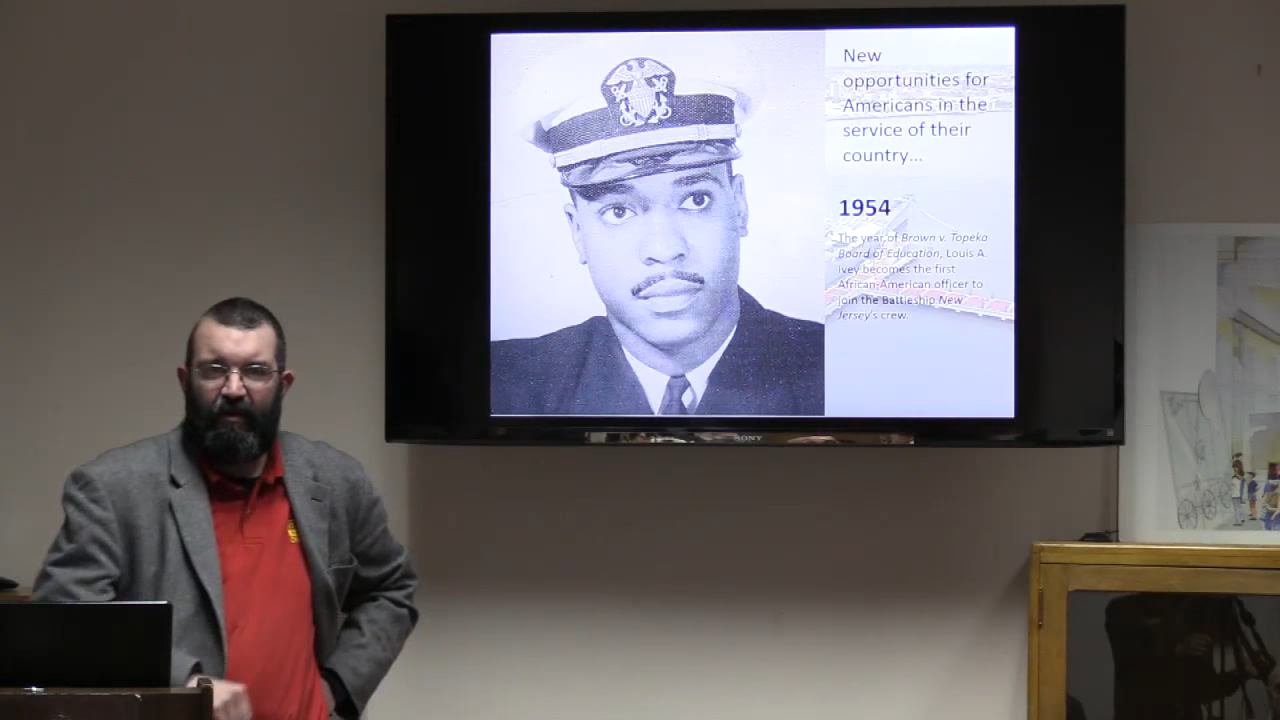 New
opportunities for
Americans in the
service of their
country...
1954
The year of Brown v. Topeka
Board of Education, Louis A.
Ivey becomes the first
African-American officer to
join the Battleship New
Jersey's crew.
SONY